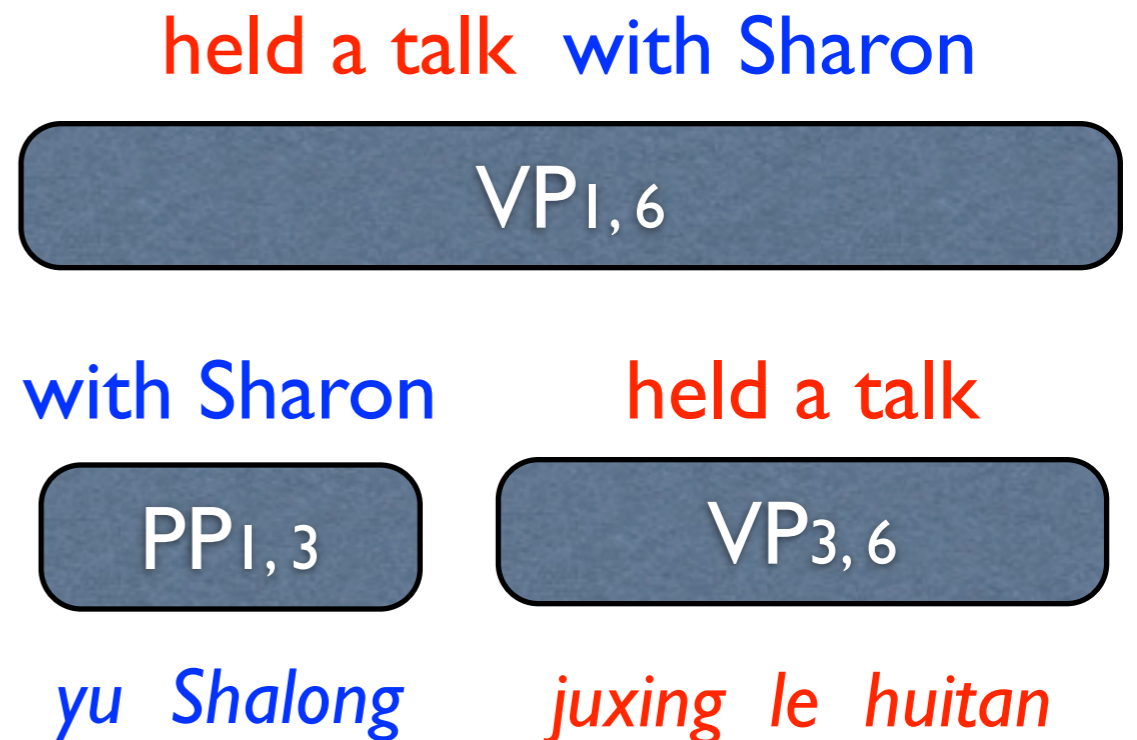 held a talk with Sharon
VP1, 6
with Sharon held a talk
PP1, 3 VP3, 6
yu Shalong juxing le huitan